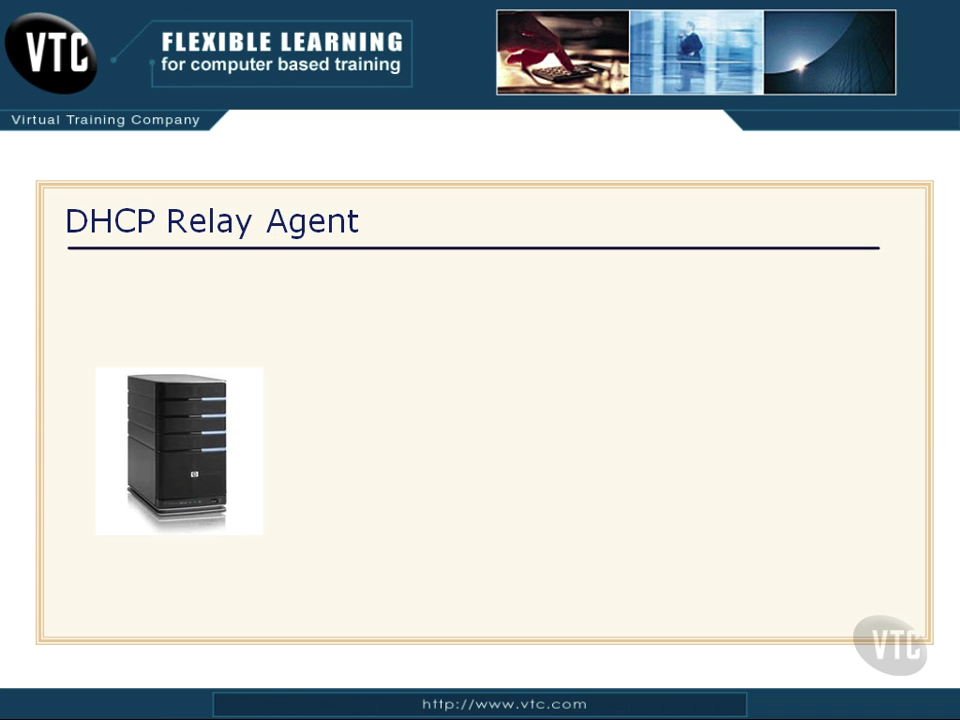 VTC
FLEXIBLE LEARNING
for computer based training
Virtual Training Company
DHCP Relay Agent
VTC
http://www.vtc.com